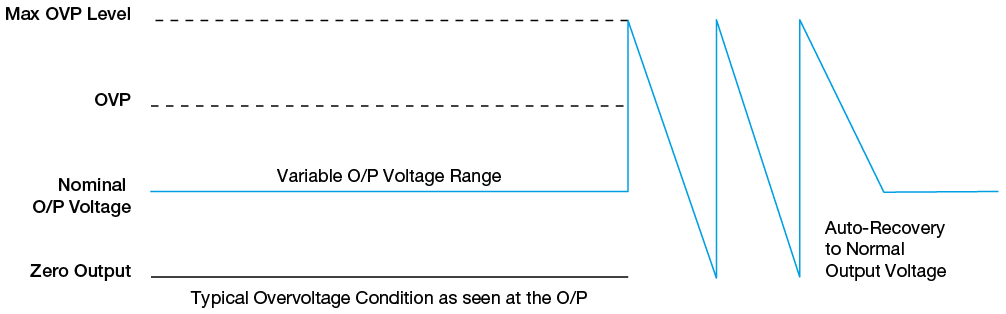 Max OVP Level
OVP
Variable O/P Voltage Range
Nominal
O/P Voltage
Auto-Recovery
to Normal
Output Voltage
Zero Output
Typical Overvoltage Condition as seen at the O/P